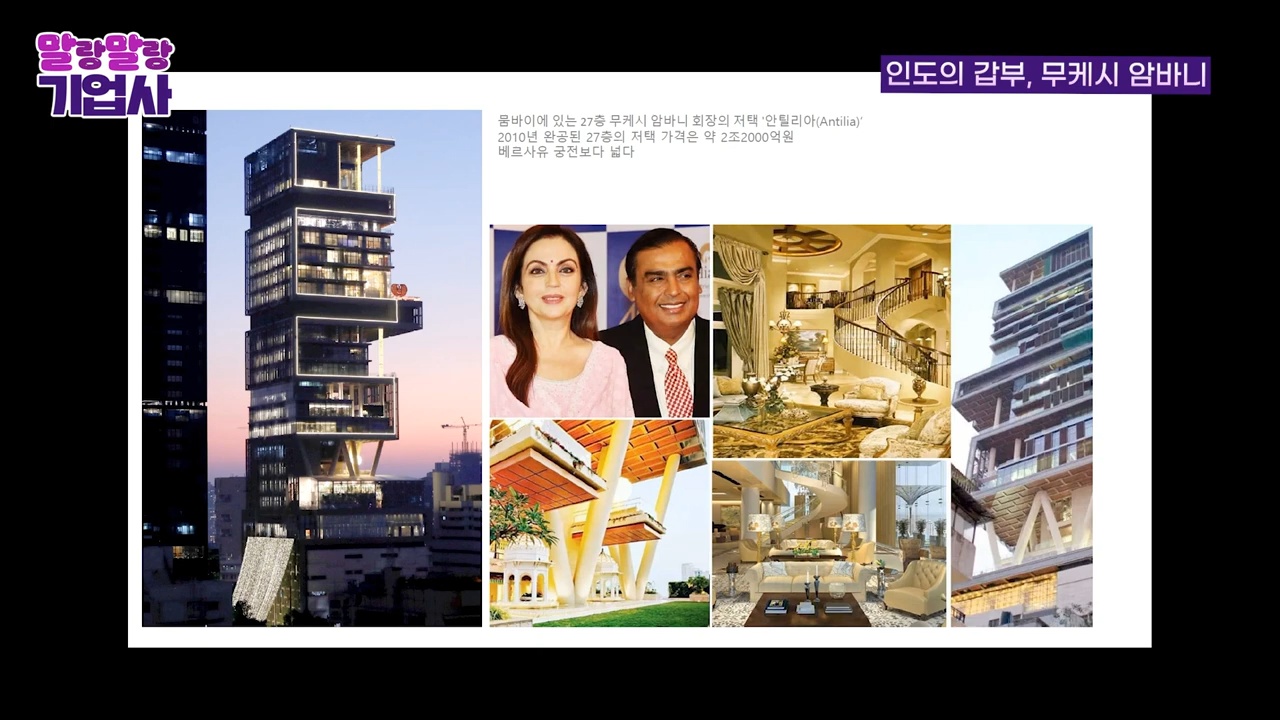 말랑말랑
기업사
인도의 갑부, 무케시 암바니
뭄바이에 있는 27층 무케시 암바니 회장의 저택 '안틸리아(Antilia)'
2010년 완공된 27층의 저택 가격은 약 2조2000억원
베르사유 궁전보다 넓다